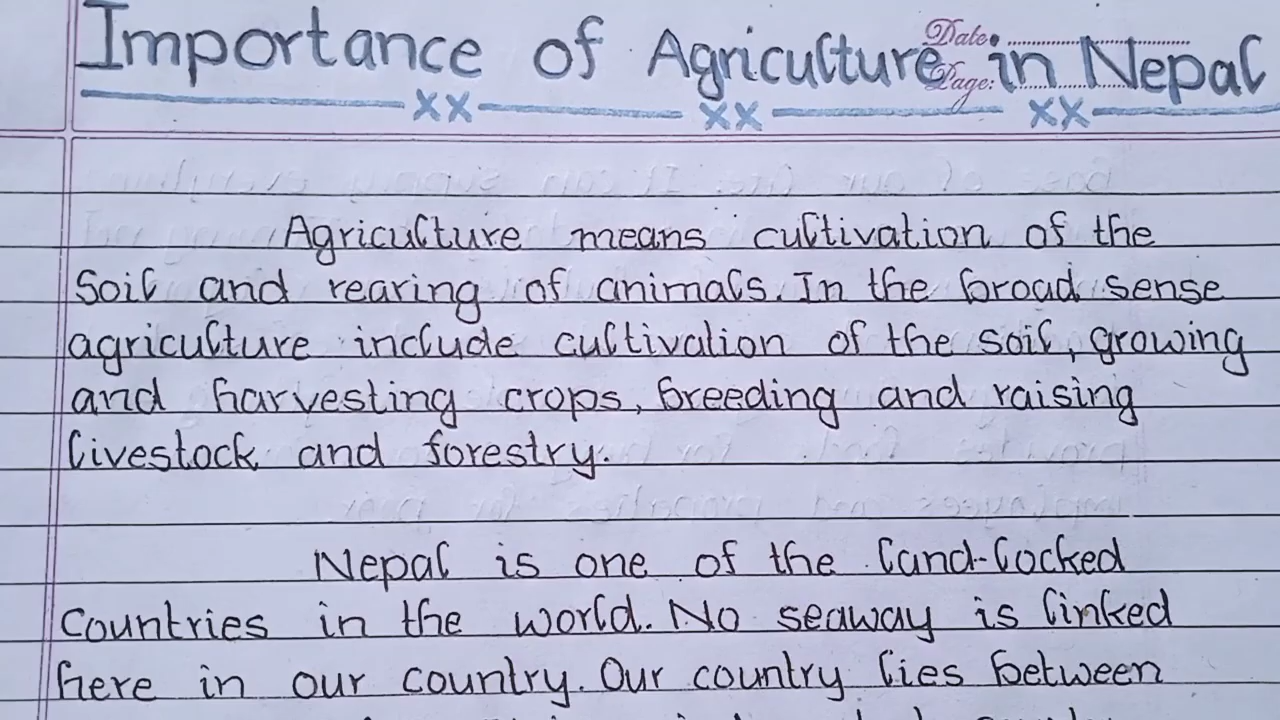 Importance of Agriculture in Nepal
Date:
Page:
xx xx xx
Agriculture means cultivation of the
Soil and rearing of animals. In the broad sense
agriculture include cultivation of the soil, growing
and harvesting crops, breeding and raising
livestock and forestry.
Nepal is one of the land-locked
countries in the world. No seaway is linked
here in our country. Our country lies between